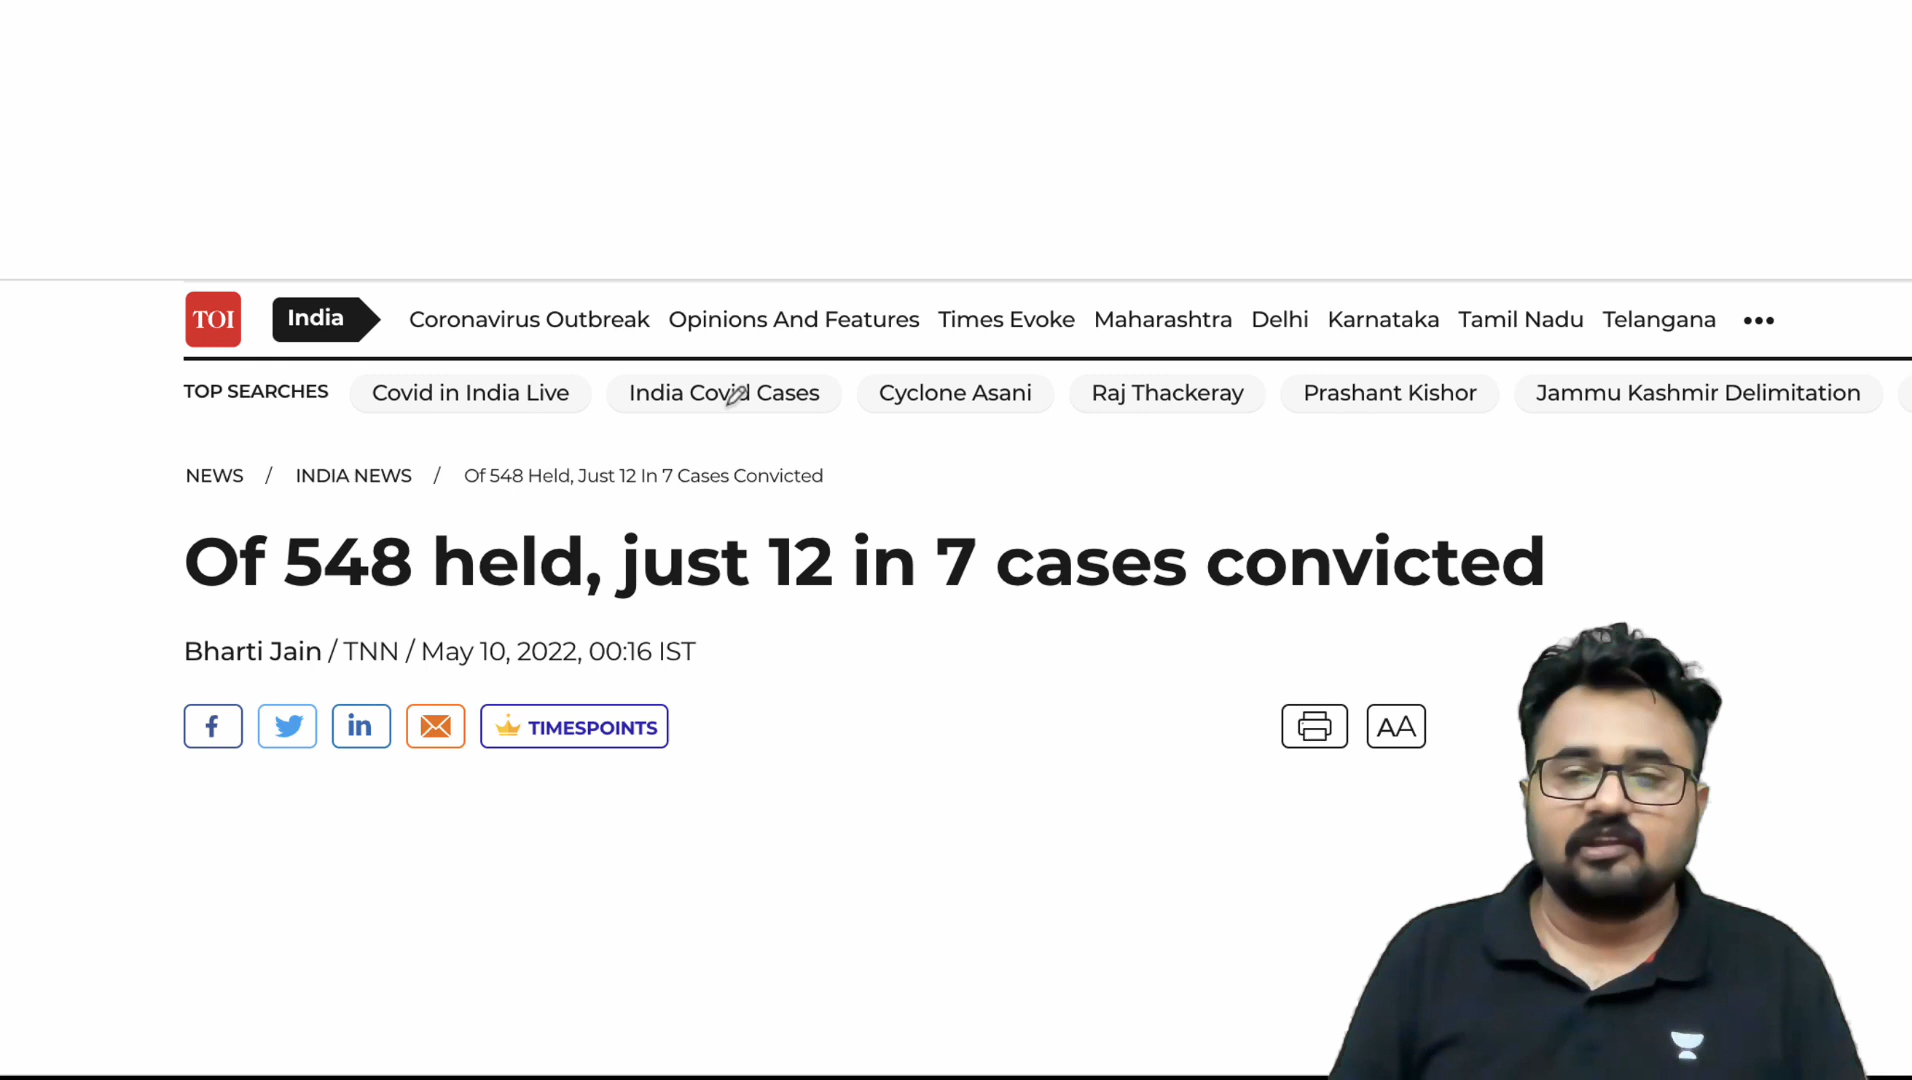 TOI India Coronavirus Outbreak Opinions And Features Times Evoke Maharashtra Delhi Karnataka Tamil Nadu Telangana •••
TOP SEARCHES Covid in India Live India Covid Cases Cyclone Asani Raj Thackeray Prashant Kishor Jammu Kashmir Delimitation
NEWS / INDIA NEWS / Of 548 Held, Just 12 In 7 Cases Convicted
Of 548 held, just 12 in 7 cases convicted
Bharti Jain / TNN / May 10, 2022, 00:16 IST
f in TIMESPOINTS AA